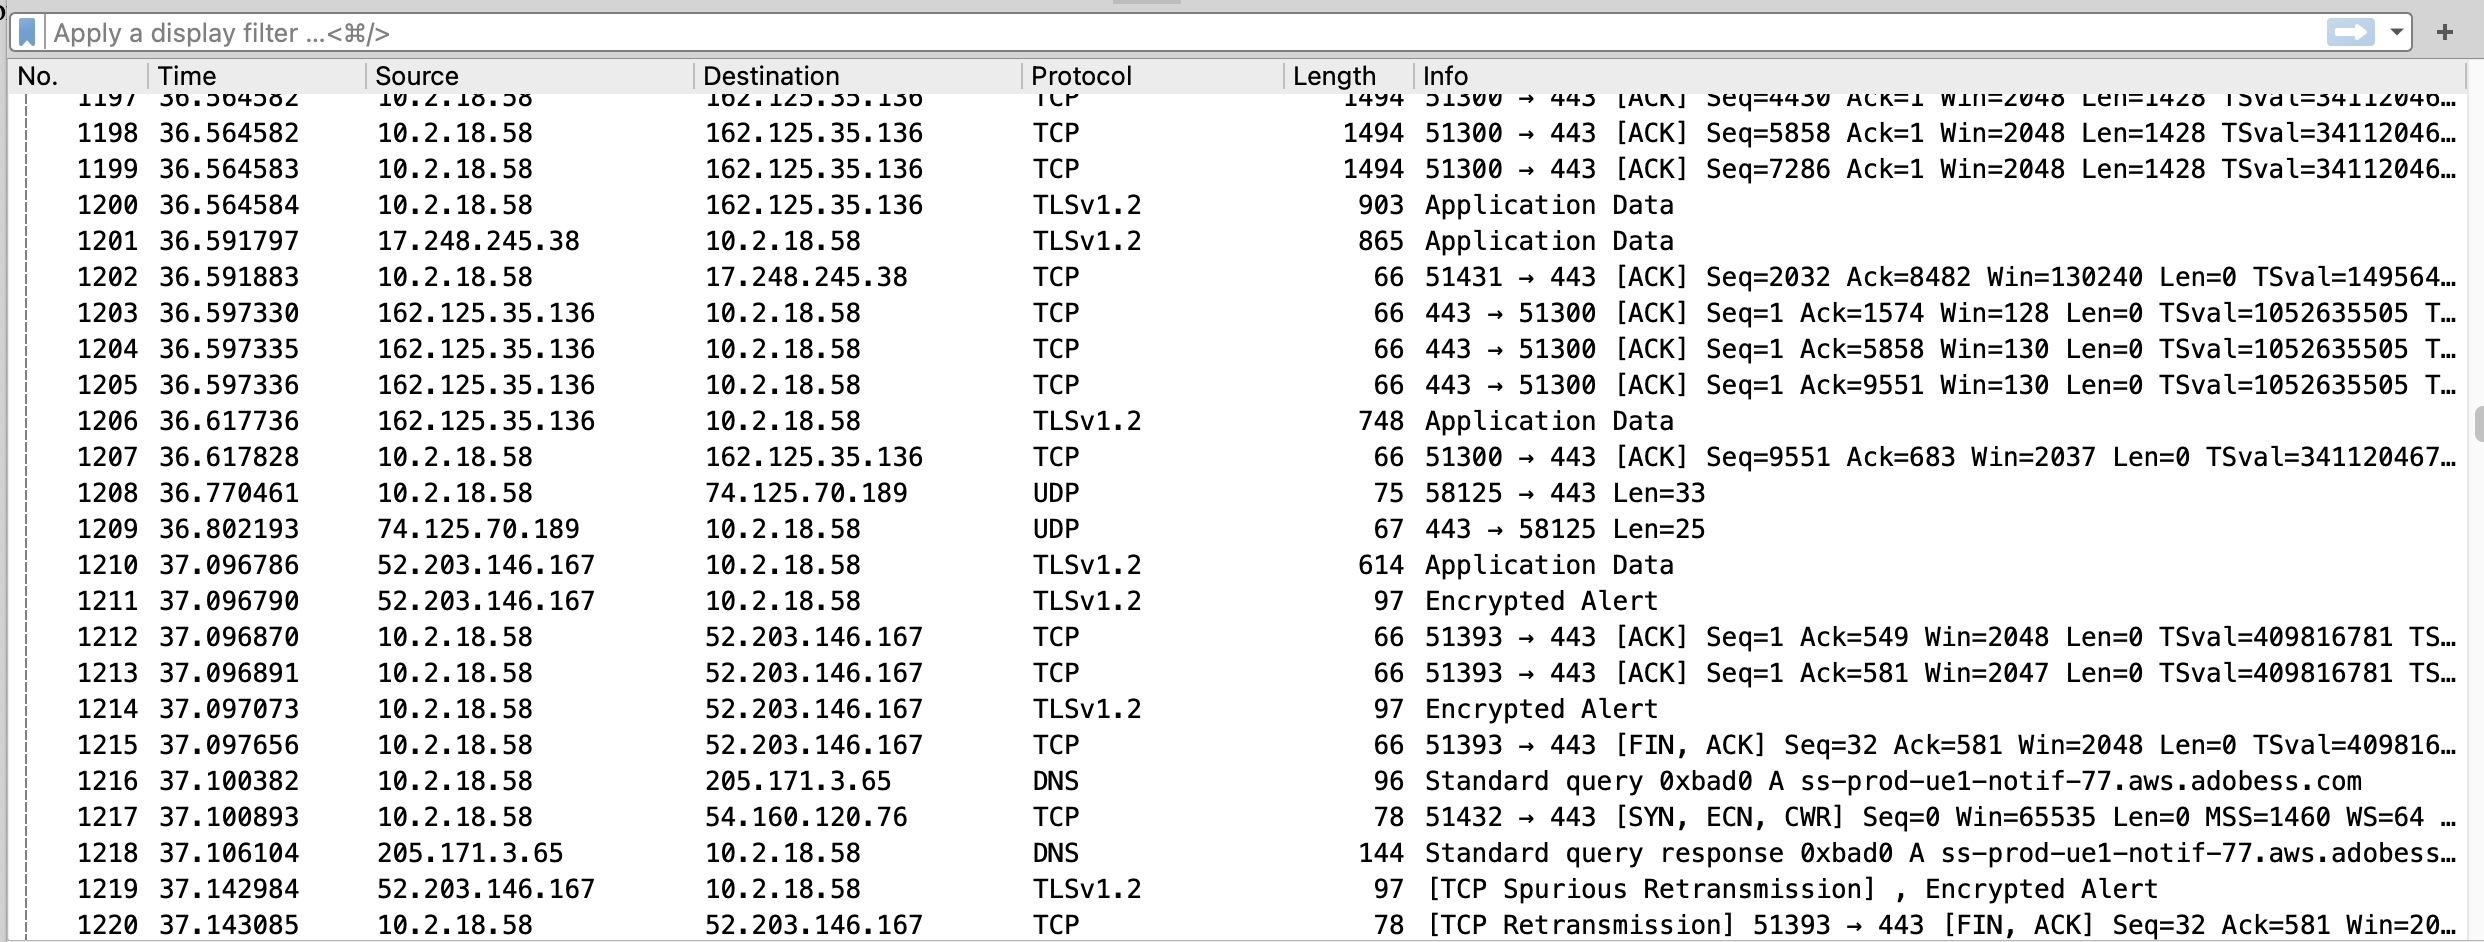 Apply a display filter ...<⌘/>
No. Time Source Destination Protocol Length Info
1197 36.564582 10.2.18.58 162.125.35.136 TCP 1494 51300 → 443 [ACK] Seq=4430 Ack=1 Win=2048 Len=1428 TSval=34112046…
1198 36.564582 10.2.18.58 162.125.35.136 TCP 1494 51300 → 443 [ACK] Seq=5858 Ack=1 Win=2048 Len=1428 TSval=34112046…
1199 36.564583 10.2.18.58 162.125.35.136 TCP 1494 51300 → 443 [ACK] Seq=7286 Ack=1 Win=2048 Len=1428 TSval=34112046…
1200 36.564584 10.2.18.58 162.125.35.136 TLSv1.2 903 Application Data
1201 36.591797 17.248.245.38 10.2.18.58 TLSv1.2 865 Application Data
1202 36.591883 10.2.18.58 17.248.245.38 TCP 66 51431 → 443 [ACK] Seq=2032 Ack=8482 Win=130240 Len=0 TSval=149564…
1203 36.597330 162.125.35.136 10.2.18.58 TCP 66 443 → 51300 [ACK] Seq=1 Ack=1574 Win=128 Len=0 TSval=1052635505 T…
1204 36.597335 162.125.35.136 10.2.18.58 TCP 66 443 → 51300 [ACK] Seq=1 Ack=5858 Win=130 Len=0 TSval=1052635505 T…
1205 36.597336 162.125.35.136 10.2.18.58 TCP 66 443 → 51300 [ACK] Seq=1 Ack=9551 Win=130 Len=0 TSval=1052635505 T…
1206 36.617736 162.125.35.136 10.2.18.58 TLSv1.2 748 Application Data
1207 36.617828 10.2.18.58 162.125.35.136 TCP 66 51300 → 443 [ACK] Seq=9551 Ack=683 Win=2037 Len=0 TSval=341120467…
1208 36.770461 10.2.18.58 74.125.70.189 UDP 75 58125 → 443 Len=33
1209 36.802193 74.125.70.189 10.2.18.58 UDP 67 443 → 58125 Len=25
1210 37.096786 52.203.146.167 10.2.18.58 TLSv1.2 614 Application Data
1211 37.096790 52.203.146.167 10.2.18.58 TLSv1.2 97 Encrypted Alert
1212 37.096870 10.2.18.58 52.203.146.167 TCP 66 51393 → 443 [ACK] Seq=1 Ack=549 Win=2048 Len=0 TSval=409816781 TS…
1213 37.096891 10.2.18.58 52.203.146.167 TCP 66 51393 → 443 [ACK] Seq=1 Ack=581 Win=2047 Len=0 TSval=409816781 TS…
1214 37.097073 10.2.18.58 52.203.146.167 TLSv1.2 97 Encrypted Alert
1215 37.097656 10.2.18.58 52.203.146.167 TCP 66 51393 → 443 [FIN, ACK] Seq=32 Ack=581 Win=2048 Len=0 TSval=409816…
1216 37.100382 10.2.18.58 205.171.3.65 DNS 96 Standard query 0xbad0 A ss-prod-ue1-notif-77.aws.adobess.com
1217 37.100893 10.2.18.58 54.160.120.76 TCP 78 51432 → 443 [SYN, ECN, CWR] Seq=0 Win=65535 Len=0 MSS=1460 WS=64 …
1218 37.106104 205.171.3.65 10.2.18.58 DNS 144 Standard query response 0xbad0 A ss-prod-ue1-notif-77.aws.adobess…
1219 37.142984 52.203.146.167 10.2.18.58 TLSv1.2 97 [TCP Spurious Retransmission] , Encrypted Alert
1220 37.143085 10.2.18.58 52.203.146.167 TCP 78 [TCP Retransmission] 51393 → 443 [FIN, ACK] Seq=32 Ack=581 Win=20…